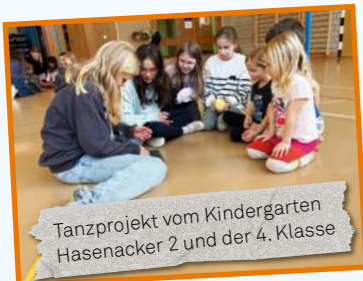 Tanzprojekt vom Kindergarten
Hasenacker 2 und der 4. Klasse